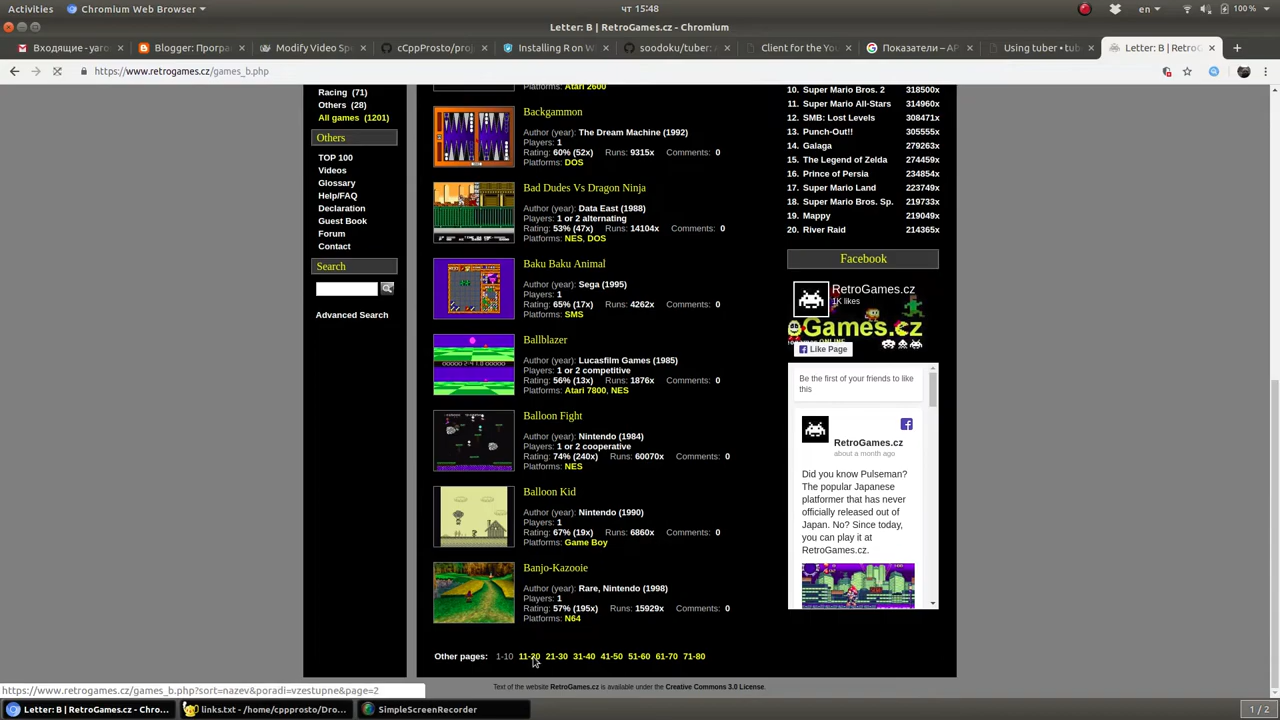 Activities
Chromium Web Browser
чт 15:48
en
100 %
Letter: B | RetroGames.cz - Chromium
Входящие - yaro
Blogger: Програ
Modify Video Sp
cCppProsto/pro
Installing R on W
soodoku/tuber: A
Client for the You
Показатели – AP
Using tuber • tub
Letter: B | RetroG
https://www.retrogames.cz/games_b.php
Racing (71)
Others (28)
All games (1201)
Others
TOP 100
Videos
Glossary
Help/FAQ
Declaration
Guest Book
Forum
Contact
Search
Advanced Search
Platforms: Atari 2600
Backgammon
Author (year): The Dream Machine (1992)
Players: 1
Rating: 60% (52x) Runs: 9315x Comments: 0
Platforms: DOS
Bad Dudes Vs Dragon Ninja
Author (year): Data East (1988)
Players: 1 or 2 alternating
Rating: 53% (47x) Runs: 14104x Comments: 0
Platforms: NES, DOS
Baku Baku Animal
Author (year): Sega (1995)
Players: 1
Rating: 65% (17x) Runs: 4262x Comments: 0
Platforms: SMS
Ballblazer
Author (year): Lucasfilm Games (1985)
Players: 1 or 2 competitive
Rating: 56% (13x) Runs: 1876x Comments: 0
Platforms: Atari 7800, NES
Balloon Fight
Author (year): Nintendo (1984)
Players: 1 or 2 cooperative
Rating: 74% (240x) Runs: 60070x Comments: 0
Platforms: NES
Balloon Kid
Author (year): Nintendo (1990)
Players: 1
Rating: 67% (19x) Runs: 6860x Comments: 0
Platforms: Game Boy
Banjo-Kazooie
Author (year): Rare, Nintendo (1998)
Players: 1
Rating: 57% (195x) Runs: 15929x Comments: 0
Platforms: N64
Other pages: 1-10 11-20 21-30 31-40 41-50 51-60 61-70 71-80
10. Super Mario Bros. 2 318500x
11. Super Mario All-Stars 314960x
12. SMB: Lost Levels 308471x
13. Punch-Out!! 305555x
14. Galaga 279263x
15. The Legend of Zelda 274459x
16. Prince of Persia 234854x
17. Super Mario Land 223749x
18. Super Mario Bros. Sp. 219733x
19. Mappy 219049x
20. River Raid 214365x
Facebook
RetroGames.cz
1K likes
oGames.cz
Like Page
Be the first of your friends to like
this
RetroGames.cz
about a month ago
Did you know Pulseman?
The popular Japanese
platformer that has never
officially released out of
Japan. No? Since today,
you can play it at
RetroGames.cz.
Text of the website RetroGames.cz is available under the Creative Commons 3.0 License.
https://www.retrogames.cz/games_b.php?sort=nazev&poradi=vzestupne&page=2
Letter: B | RetroGames.cz - Chro...
links.txt - /home/cppprosto/Dro...
SimpleScreenRecorder
1 / 2